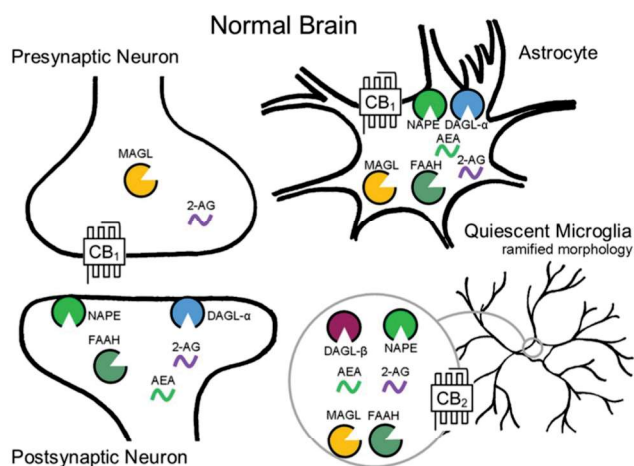 Normal Brain
Presynaptic Neuron
MAGL
2-AG
CB₁
NAPE
DAGL-α
FAAH
2-AG
AEA
Postsynaptic Neuron
Astrocyte
CB₁
NAPE DAGL-α
AEA
MAGL FAAH 2-AG
Quiescent Microglia
ramified morphology
DAGL-β NAPE
AEA 2-AG
CB₂
MAGL FAAH